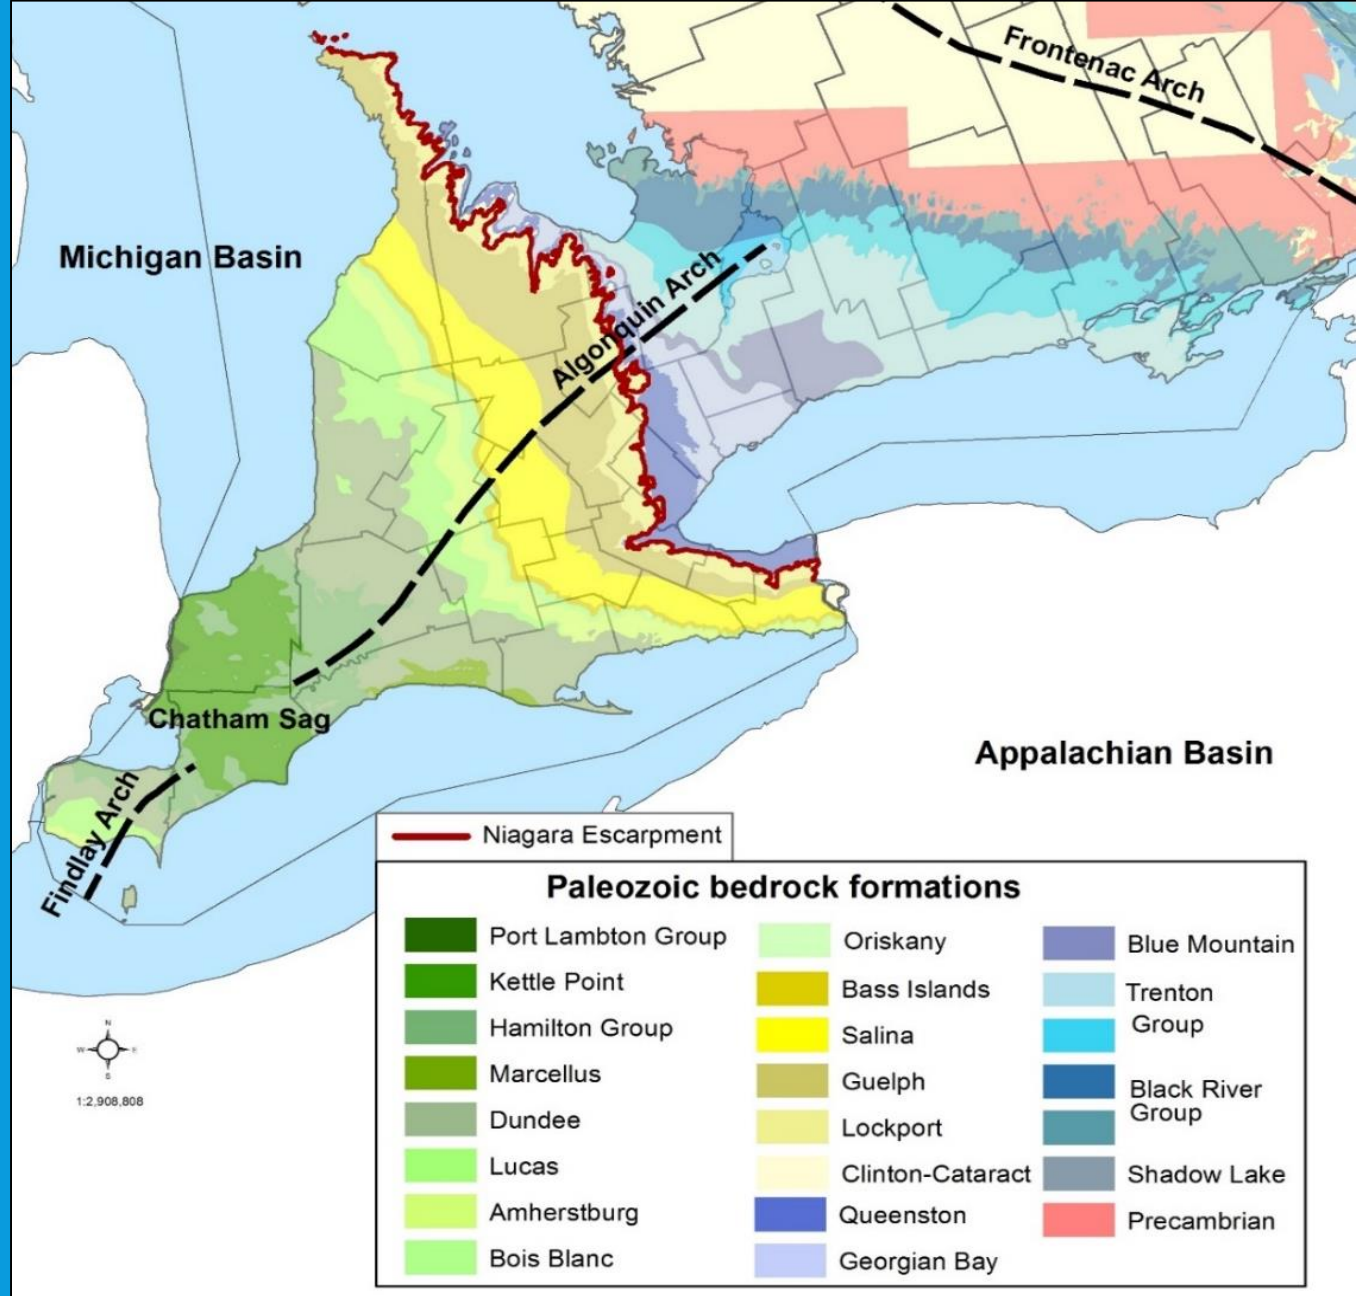 Frontenac Arch
Michigan Basin
Algonquin Arch
Chatham Sag
Appalachian Basin
Findlay Arch
Niagara Escarpment
Paleozoic bedrock formations
Port Lambton Group
Kettle Point
Hamilton Group
Marcellus
Dundee
Lucas
Amherstburg
Bois Blanc
Oriskany
Bass Islands
Salina
Guelph
Lockport
Clinton-Cataract
Queenston
Georgian Bay
Blue Mountain
Trenton
Group
Black River
Group
Shadow Lake
Precambrian
N
W E
S
1:2,908,808